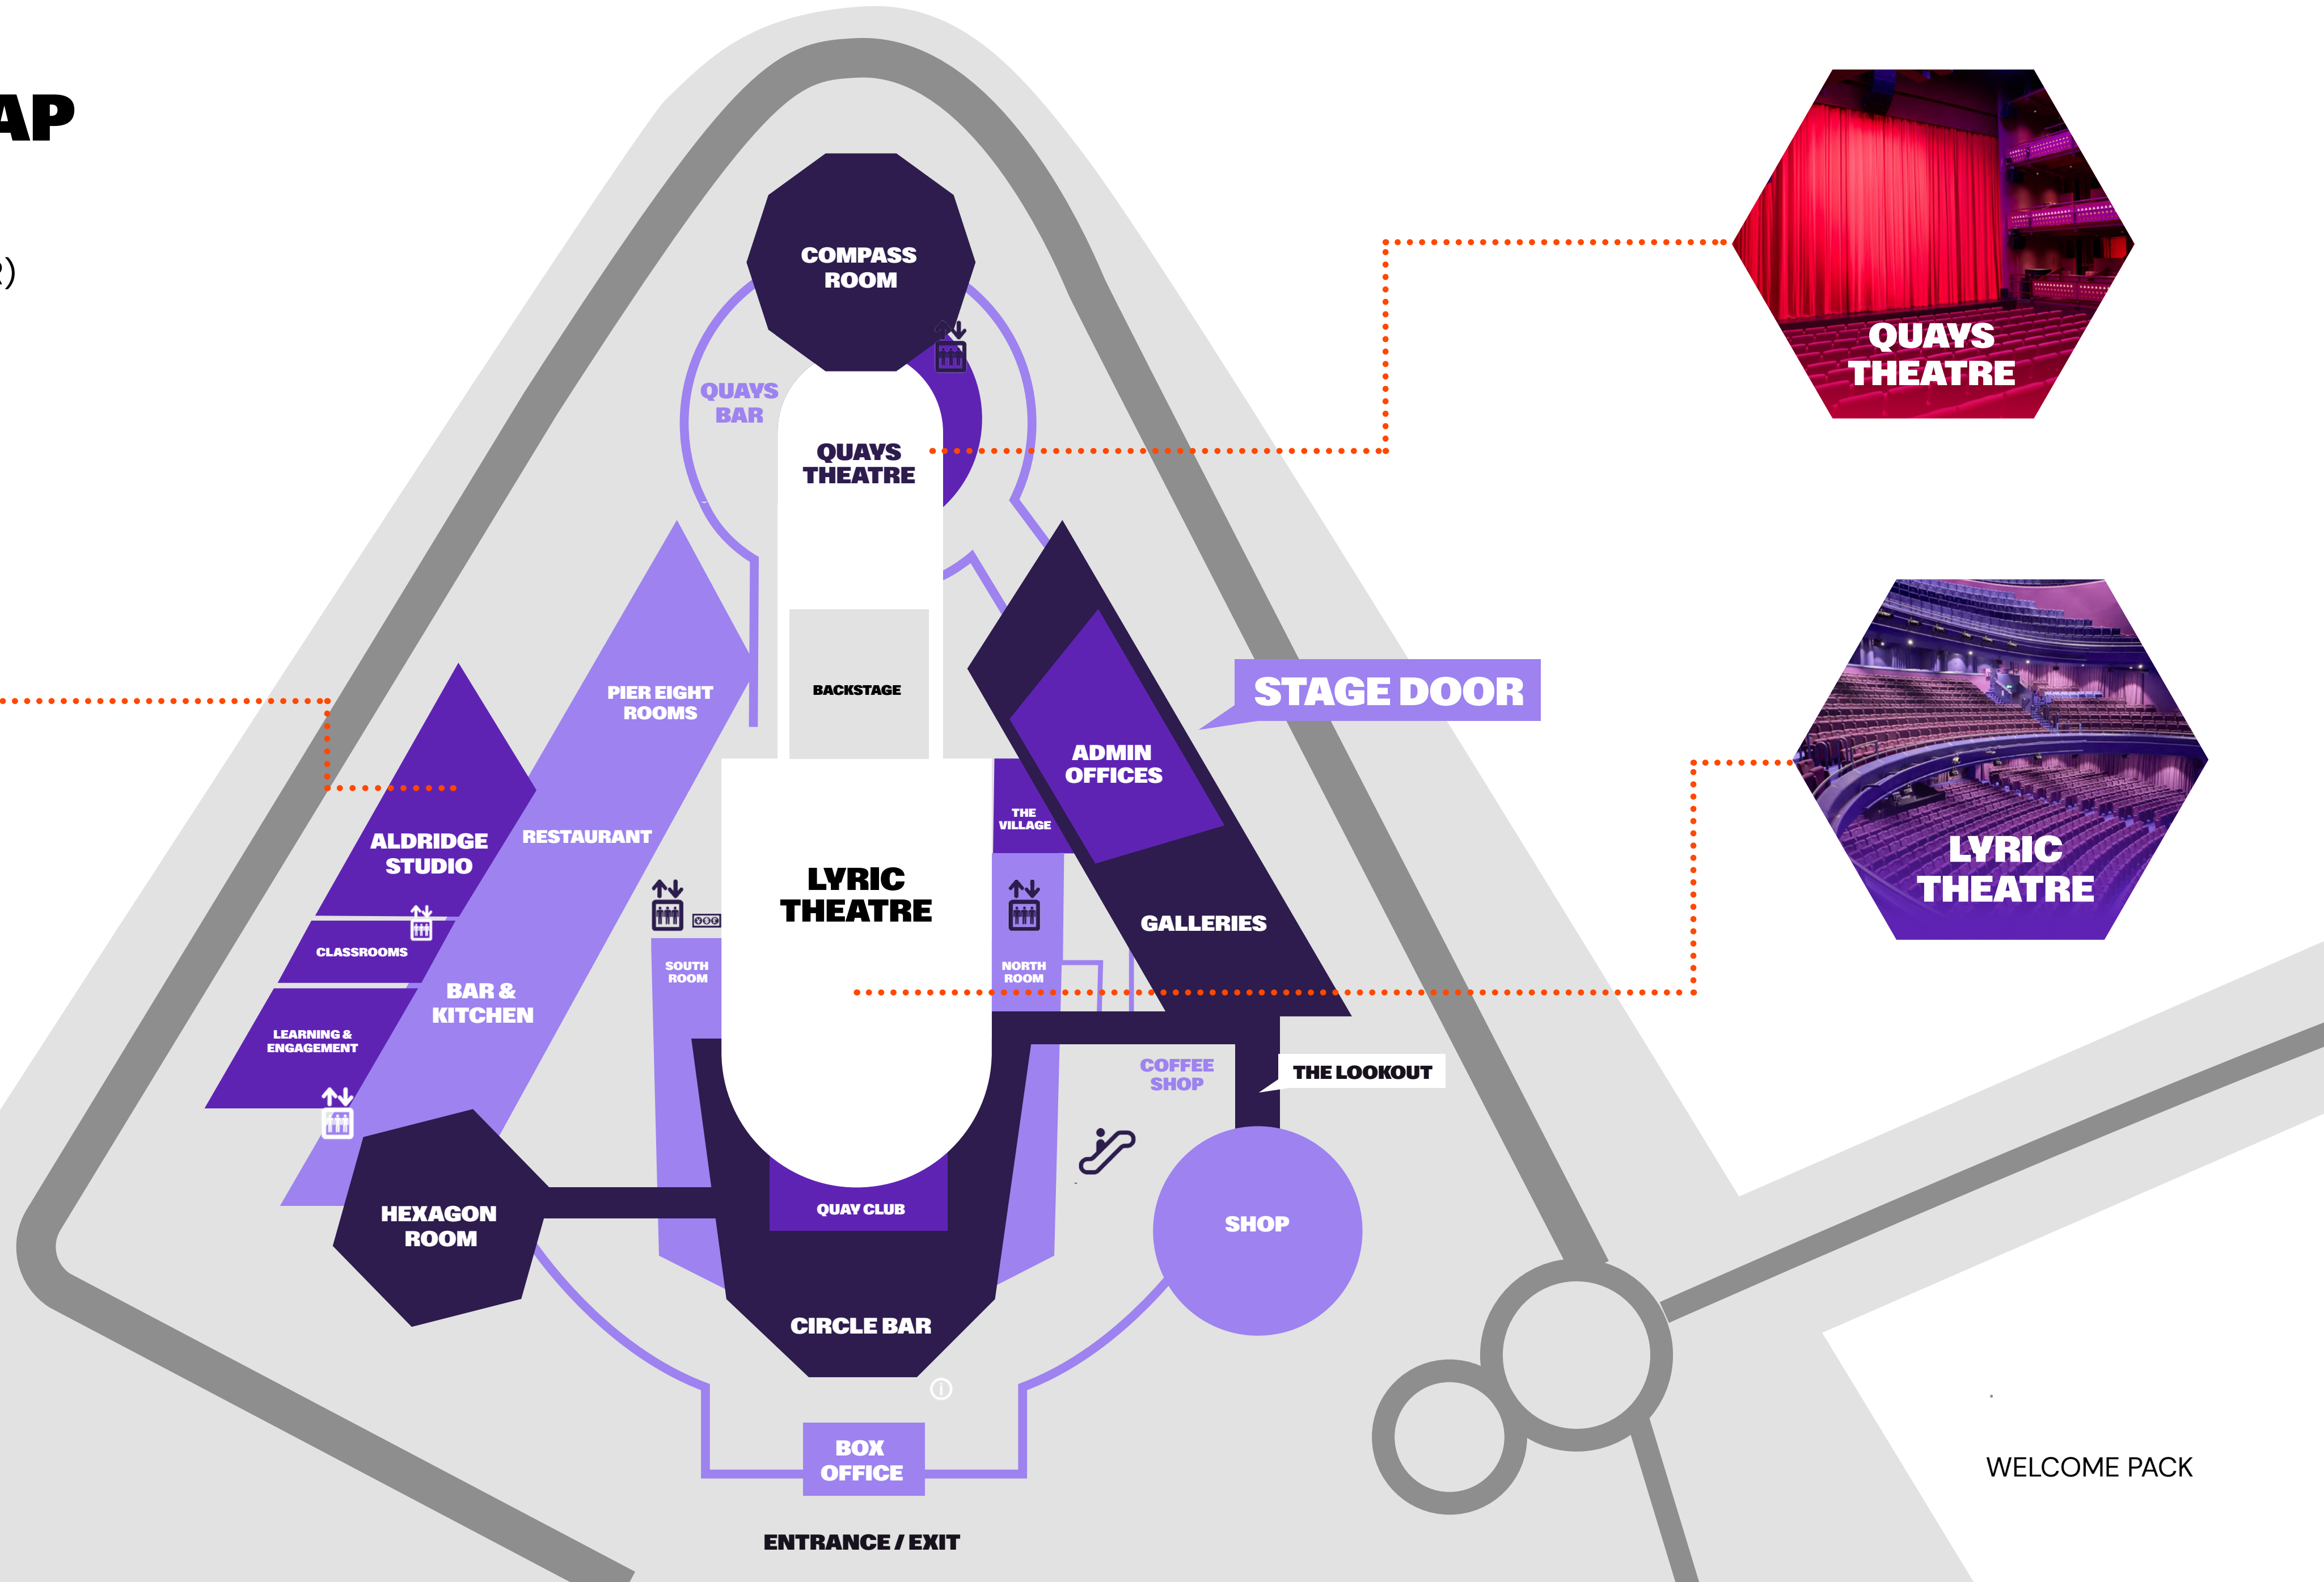 AP
R)
COMPASS
ROOM
QUAYS
BAR
QUAYS
THEATRE
QUAYS
THEATRE
PIER EIGHT
ROOMS
BACKSTAGE
STAGE DOOR
ADMIN
OFFICES
THE
VILLAGE
ALDRIDGE
STUDIO
RESTAURANT
LYRIC
THEATRE
LYRIC
THEATRE
GALLERIES
CLASSROOMS
SOUTH
ROOM
NORTH
ROOM
BAR &
KITCHEN
LEARNING &
ENGAGEMENT
COFFEE
SHOP
THE LOOKOUT
HEXAGON
ROOM
QUAY CLUB
SHOP
CIRCLE BAR
BOX
OFFICE
WELCOME PACK
ENTRANCE / EXIT